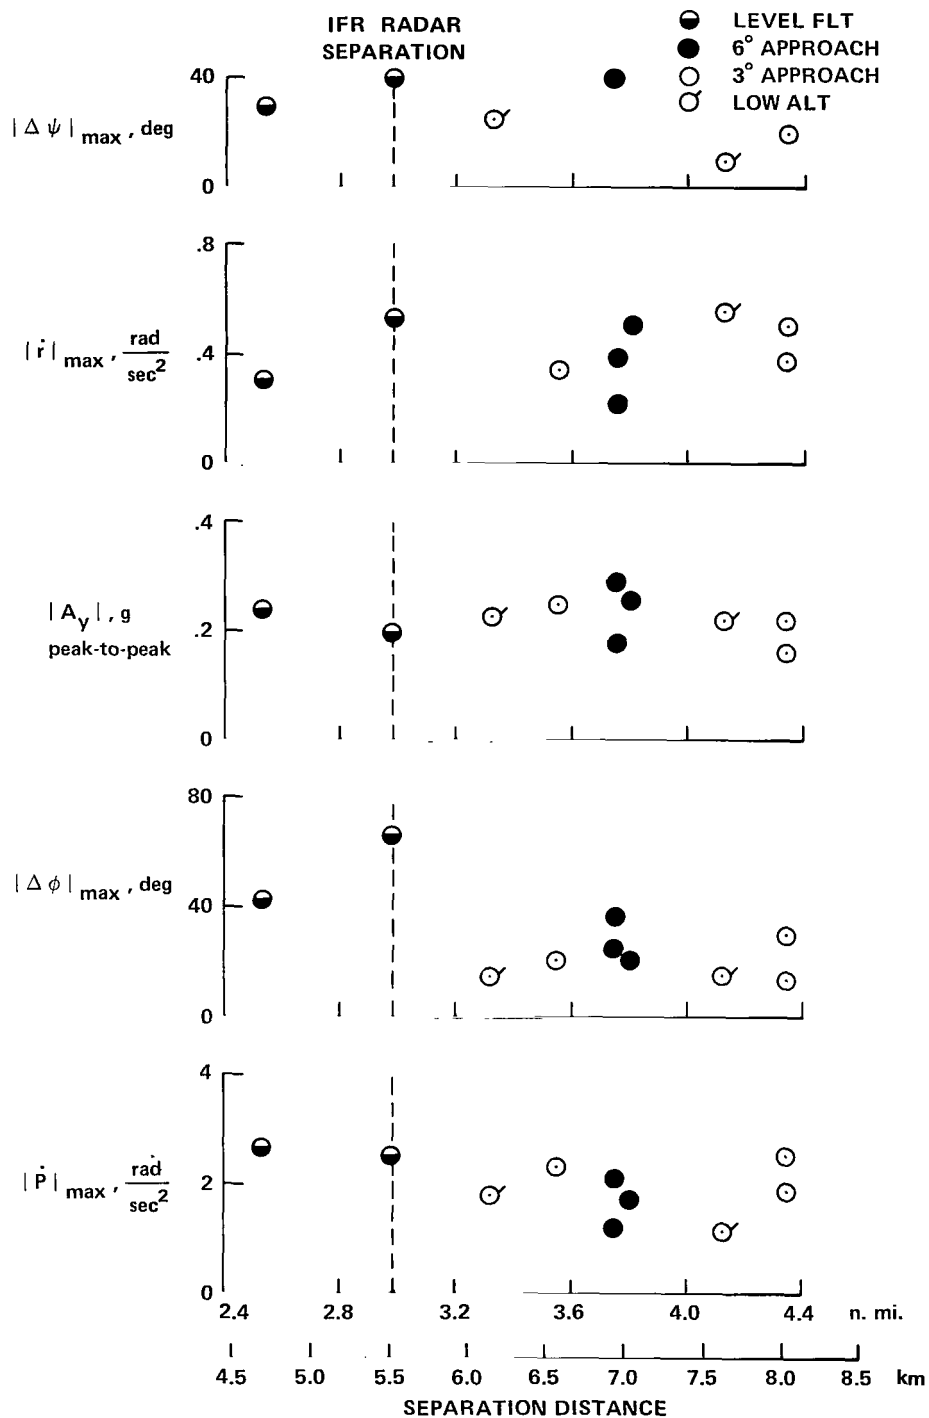 IFR RADAR
SEPARATION
LEVEL FLT
6° APPROACH
3° APPROACH
LOW ALT
40
|Δψ| max, deg
0
.8
|ṙ| max, rad/sec²
.4
0
.4
|A_y|, g
peak-to-peak
.2
0
80
|Δφ| max, deg
40
0
4
|Ṗ| max, rad/sec²
2
0
2.4 2.8 3.2 3.6 4.0 4.4 n. mi.
4.5 5.0 5.5 6.0 6.5 7.0 7.5 8.0 8.5 km
SEPARATION DISTANCE